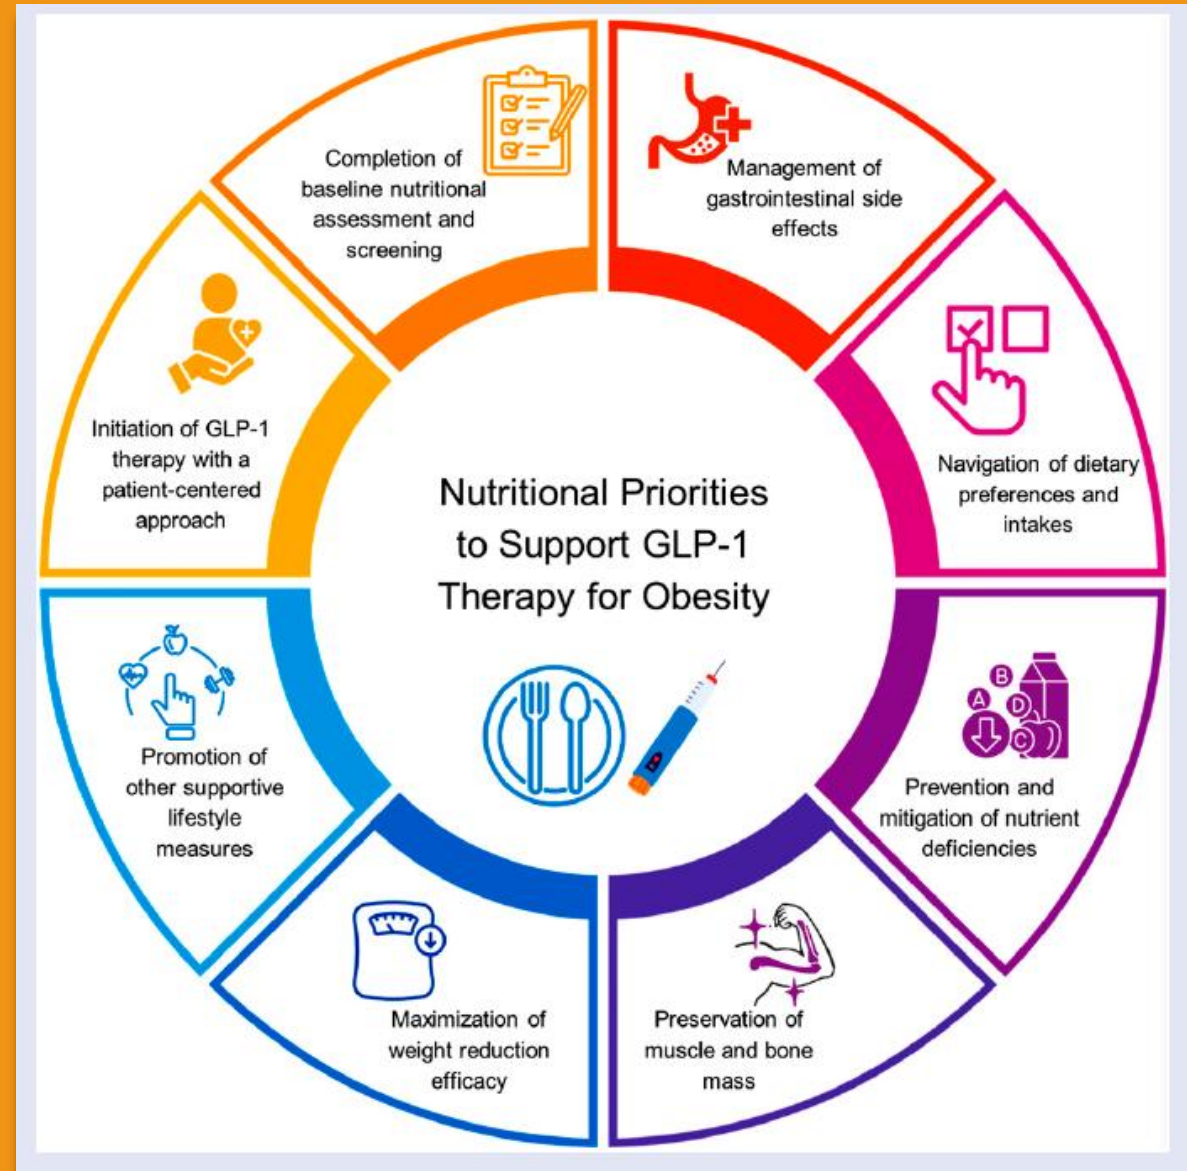 Nutritional Priorities
to Support GLP-1
Therapy for Obesity
Initiation of GLP-1
therapy with a
patient-centered
approach
Completion of
baseline nutritional
assessment and
screening
Management of
gastrointestinal side
effects
Navigation of dietary
preferences and
intakes
A
B
D
C
Prevention and
mitigation of nutrient
deficiencies
Preservation of
muscle and bone
mass
Maximization of
weight reduction
efficacy
Promotion of
other supportive
lifestyle
measures